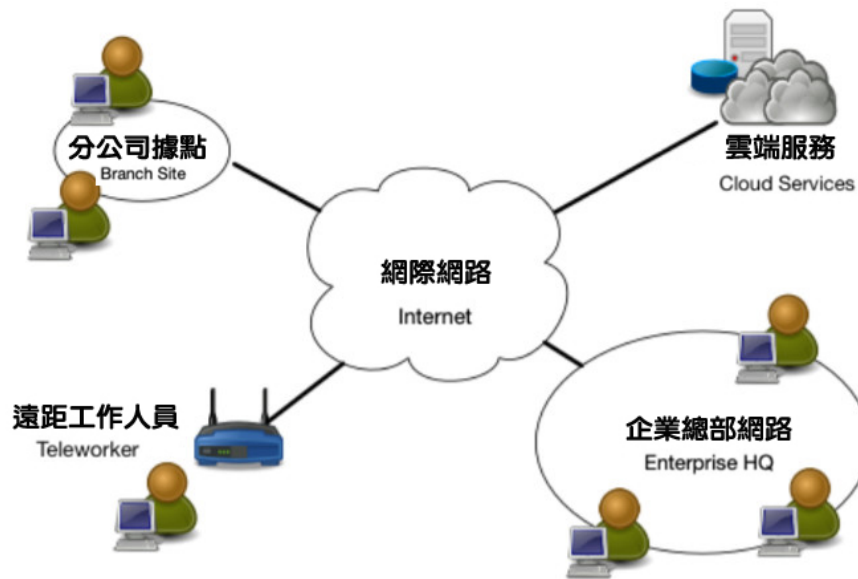 分公司據點
Branch Site
雲端服務
Cloud Services
網際網路
Internet
遠距工作人員
Teleworker
企業總部網路
Enterprise HQ